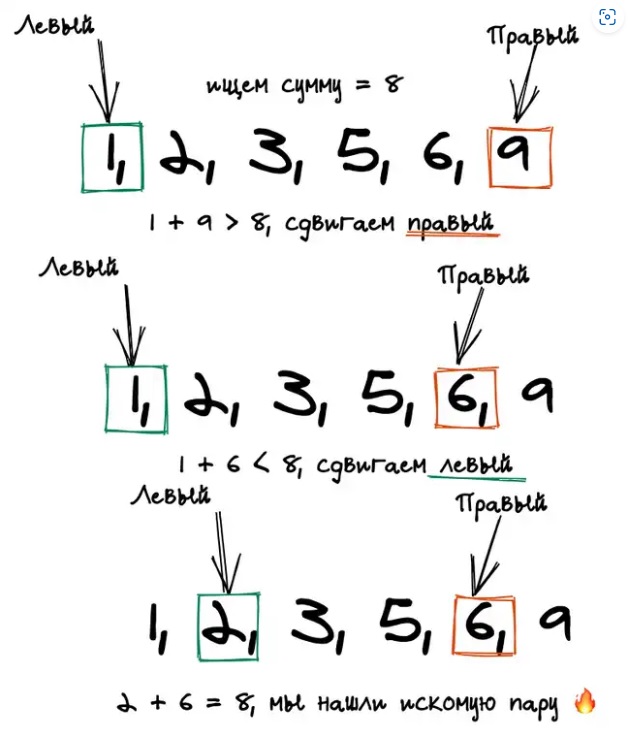 Левый
Правый
ищем сумму = 8
1, 2, 3, 5, 6, 9
1 + 9 > 8, сдвигаем правый
Левый
Правый
1, 2, 3, 5, 6, 9
1 + 6 < 8, сдвигаем левый
Левый
Правый
1, 2, 3, 5, 6, 9
2 + 6 = 8, мы нашли искомую пару 🔥